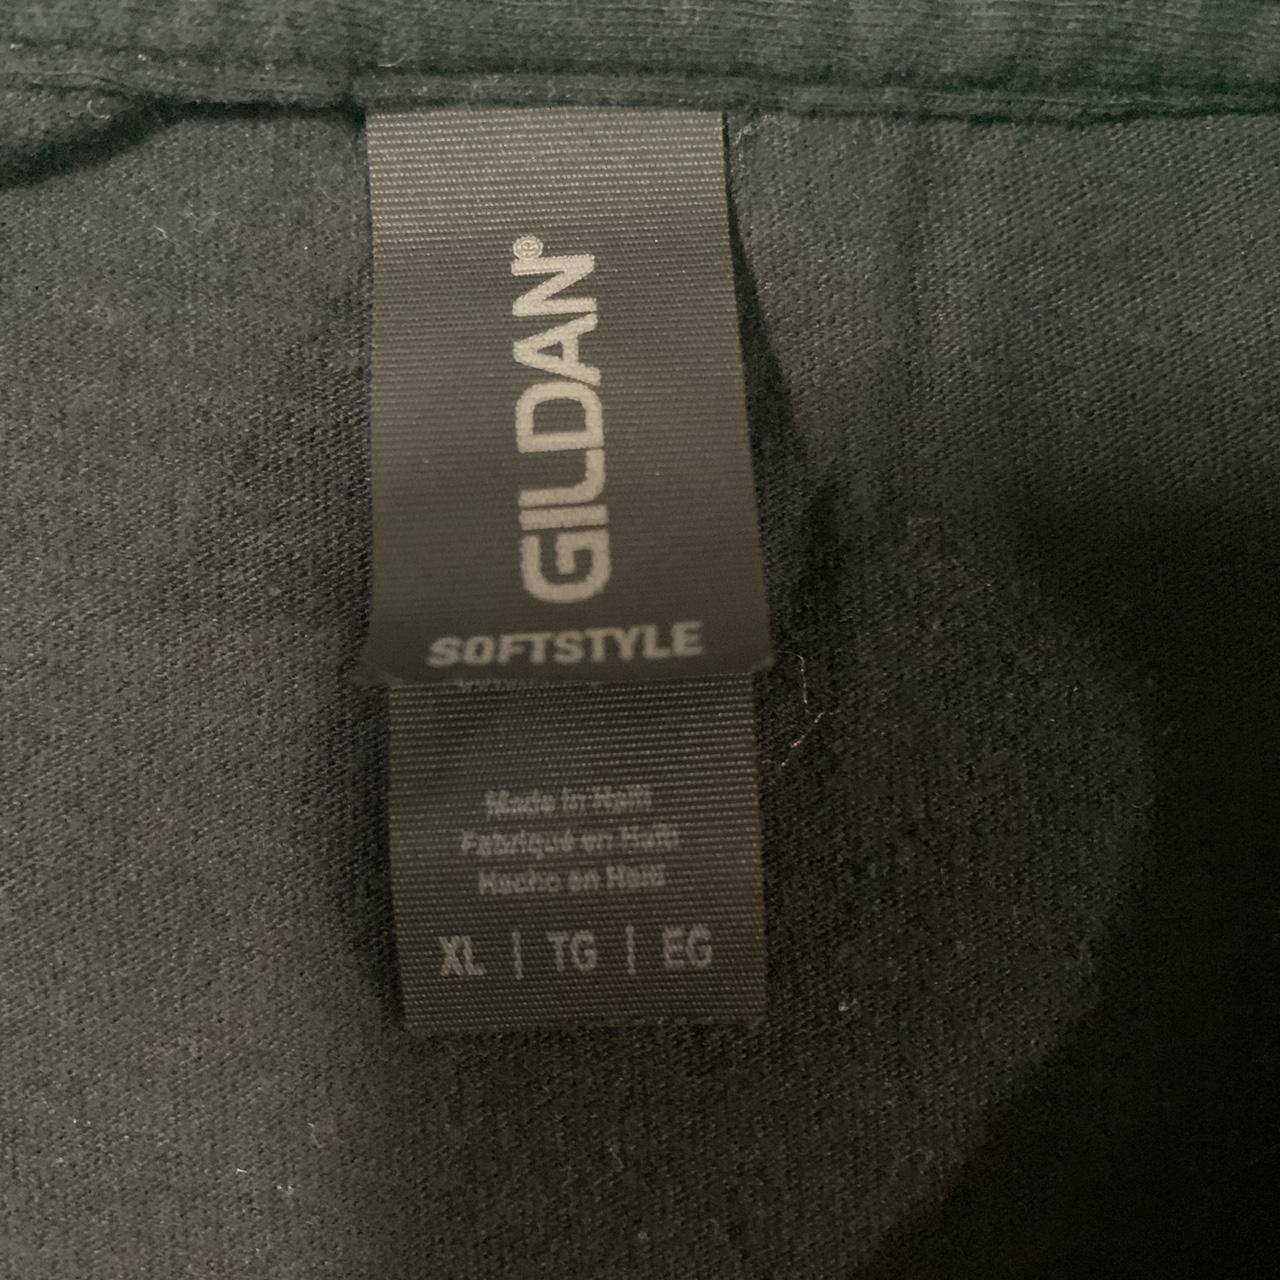 GILDAN®
SOFTSTYLE
Made in Haiti
Fabriqué en Haïti
Hecho en Haití
XL | TG | EG